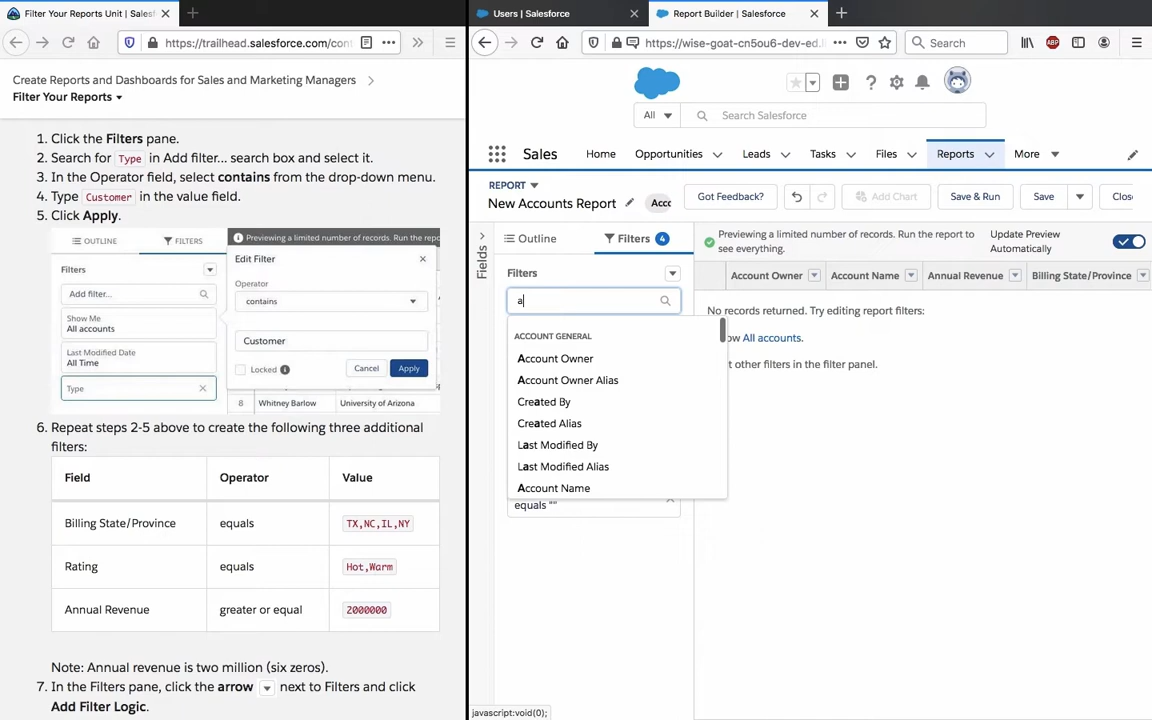 Filter Your Reports Unit | Salesf
Users | Salesforce
Report Builder | Salesforce
https://trailhead.salesforce.com/con
https://wise-goat-cn5ou6-dev-ed.li
Search
ABP
Create Reports and Dashboards for Sales and Marketing Managers
Filter Your Reports
1. Click the Filters pane.
2. Search for Type in Add filter... search box and select it.
3. In the Operator field, select contains from the drop-down menu.
4. Type Customer in the value field.
5. Click Apply.
OUTLINE
FILTERS
Previewing a limited number of records. Run the repo
Filters
Edit Filter
Add filter...
Operator
contains
Show Me
All accounts
Customer
Last Modified Date
All Time
Locked
Cancel
Apply
Type
8
Whitney Barlow
University of Arizona
6. Repeat steps 2-5 above to create the following three additional
filters:
Field Operator Value
Billing State/Province equals TX,NC,IL,NY
Rating equals Hot,Warm
Annual Revenue greater or equal 2000000
Note: Annual revenue is two million (six zeros).
7. In the Filters pane, click the arrow next to Filters and click
Add Filter Logic.
All
Search Salesforce
Sales
Home
Opportunities
Leads
Tasks
Files
Reports
More
REPORT
New Accounts Report
Acco
Got Feedback?
Add Chart
Save & Run
Save
Clos
Fields
Outline
Filters 4
Previewing a limited number of records. Run the report to
see everything.
Update Preview
Automatically
Filters
a
Account Owner
Account Name
Annual Revenue
Billing State/Province
No records returned. Try editing report filters:
ow All accounts.
t other filters in the filter panel.
ACCOUNT GENERAL
Account Owner
Account Owner Alias
Created By
Created Alias
Last Modified By
Last Modified Alias
Account Name
equals ""
javascript:void(0);